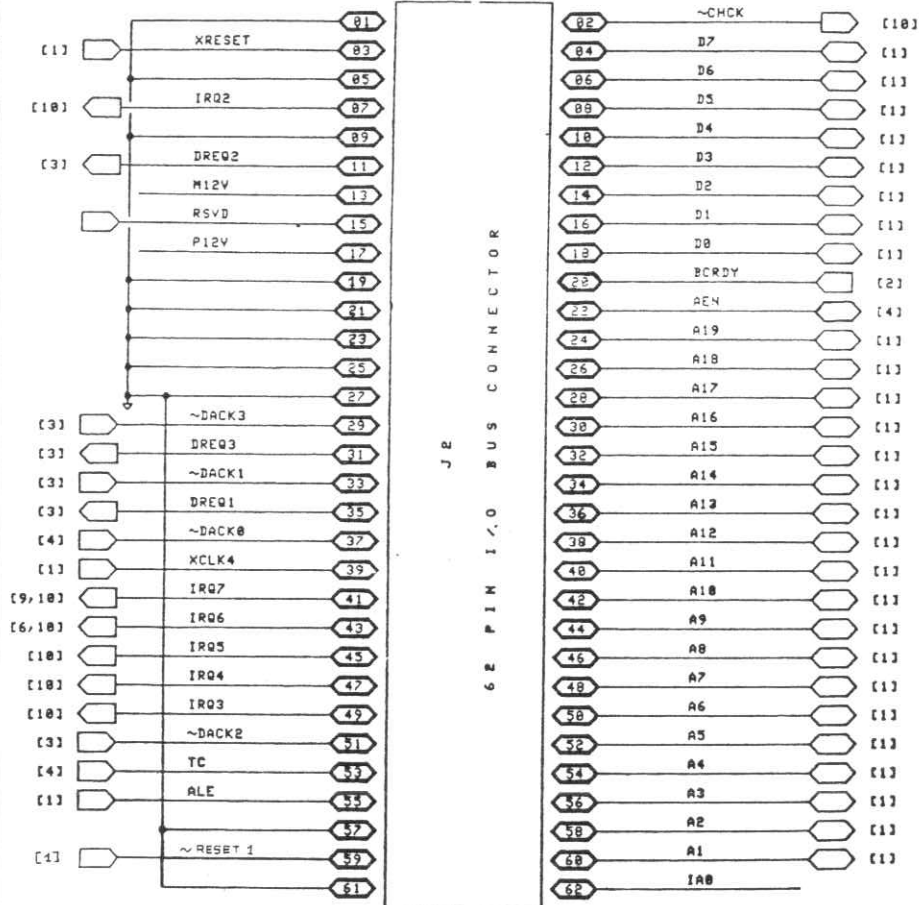 01 02 ~CHCK [10]
[1] XRESET 03 04 D7 [1]
05 06 D6 [1]
[10] IRQ2 07 08 D5 [1]
09 10 D4 [1]
[3] DREQ2 11 12 D3 [1]
M12V 13 14 D2 [1]
RSVD 15 16 D1 [1]
P12V 17 18 D0 [1]
19 20 BCRDY [2]
21 22 AEN [4]
23 24 A19 [1]
25 26 A18 [1]
27 28 A17 [1]
[3] ~DACK3 29 30 A16 [1]
[3] DREQ3 31 32 A15 [1]
[3] ~DACK1 33 34 A14 [1]
[3] DREQ1 35 36 A13 [1]
[4] ~DACK0 37 38 A12 [1]
[1] XCLK4 39 40 A11 [1]
[9,10] IRQ7 41 42 A10 [1]
[6,10] IRQ6 43 44 A9 [1]
[10] IRQ5 45 46 A8 [1]
[10] IRQ4 47 48 A7 [1]
[10] IRQ3 49 50 A6 [1]
[3] ~DACK2 51 52 A5 [1]
[4] TC 53 54 A4 [1]
[1] ALE 55 56 A3 [1]
57 58 A2 [1]
[1] ~RESET 1 59 60 A1 [1]
61 62 IA0
J2
62 PIN I/O BUS CONNECTOR